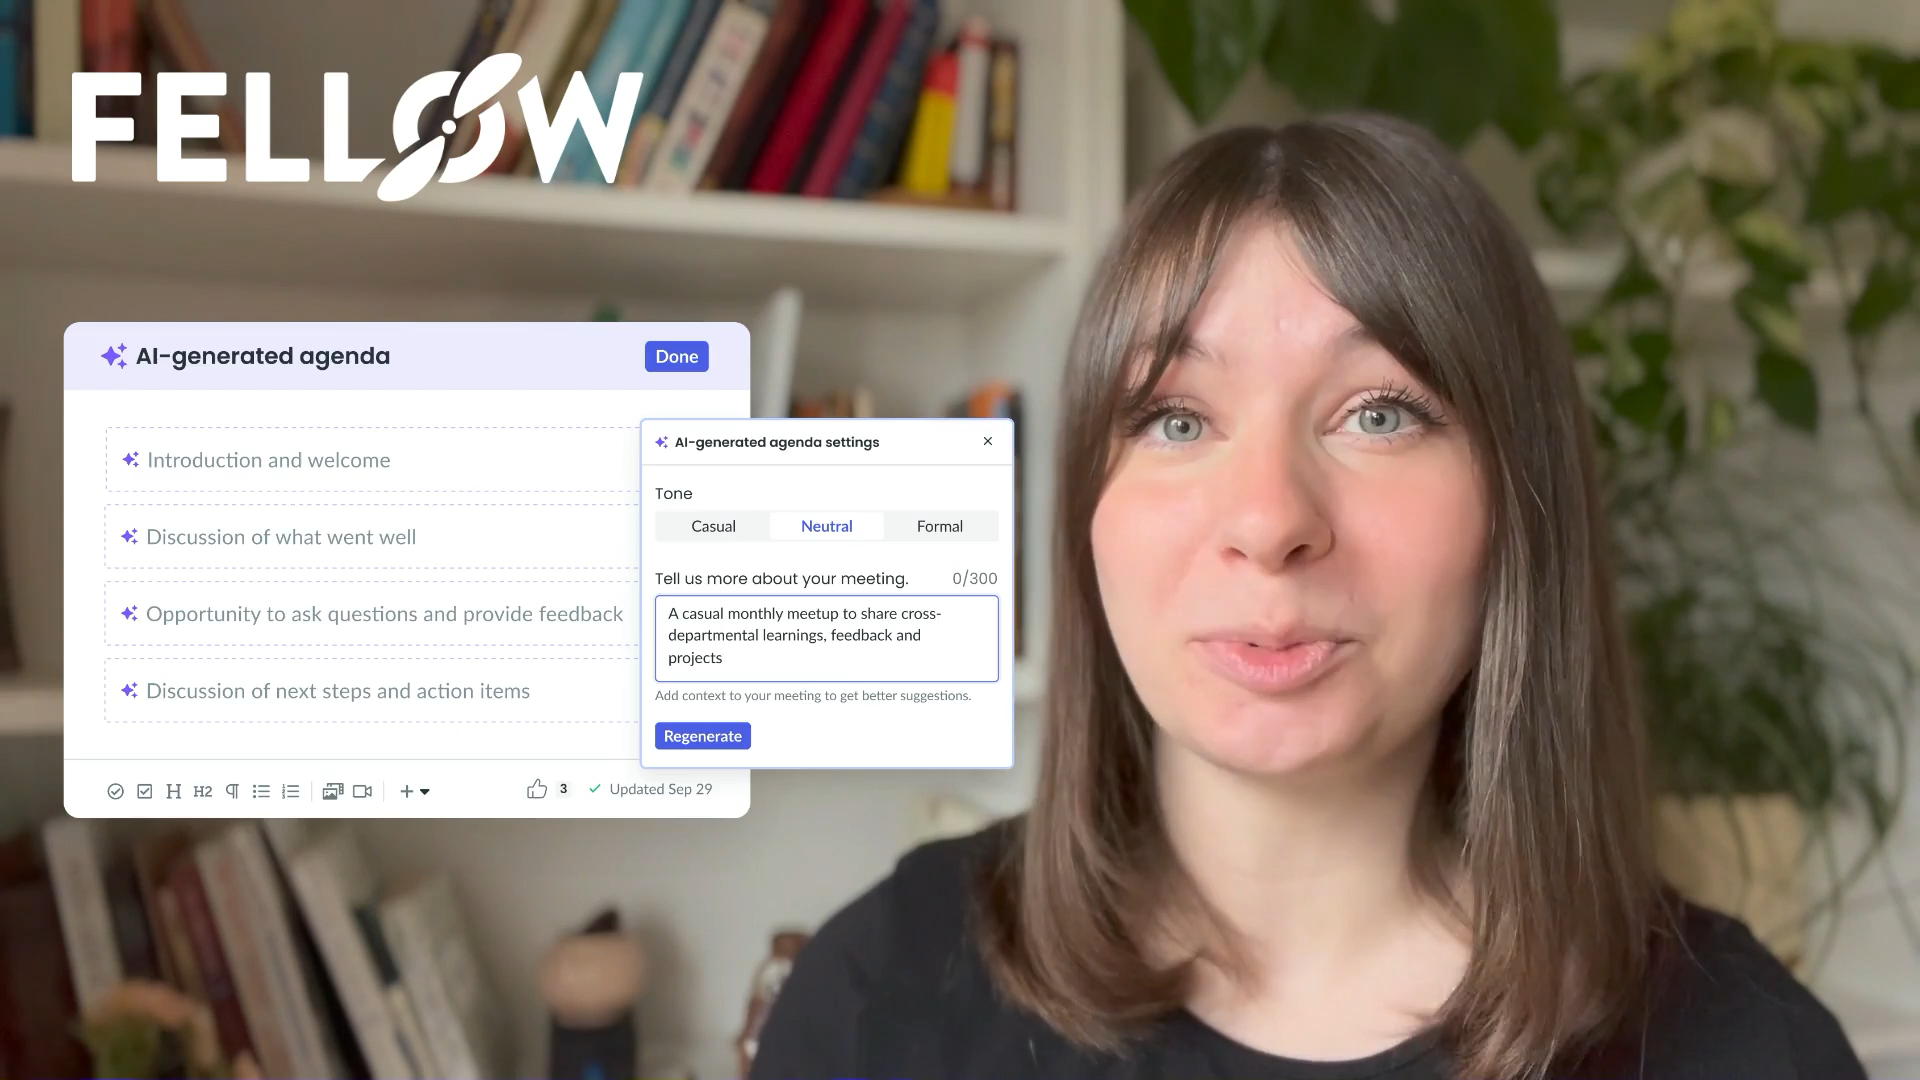 FELLOW
AI-generated agenda
Done
Introduction and welcome
Discussion of what went well
Opportunity to ask questions and provide feedback
Discussion of next steps and action items
H H2
3
Updated Sep 29
AI-generated agenda settings
Tone
Casual Neutral Formal
Tell us more about your meeting. 0/300
A casual monthly meetup to share cross-
departmental learnings, feedback and
projects
Add context to your meeting to get better suggestions.
Regenerate